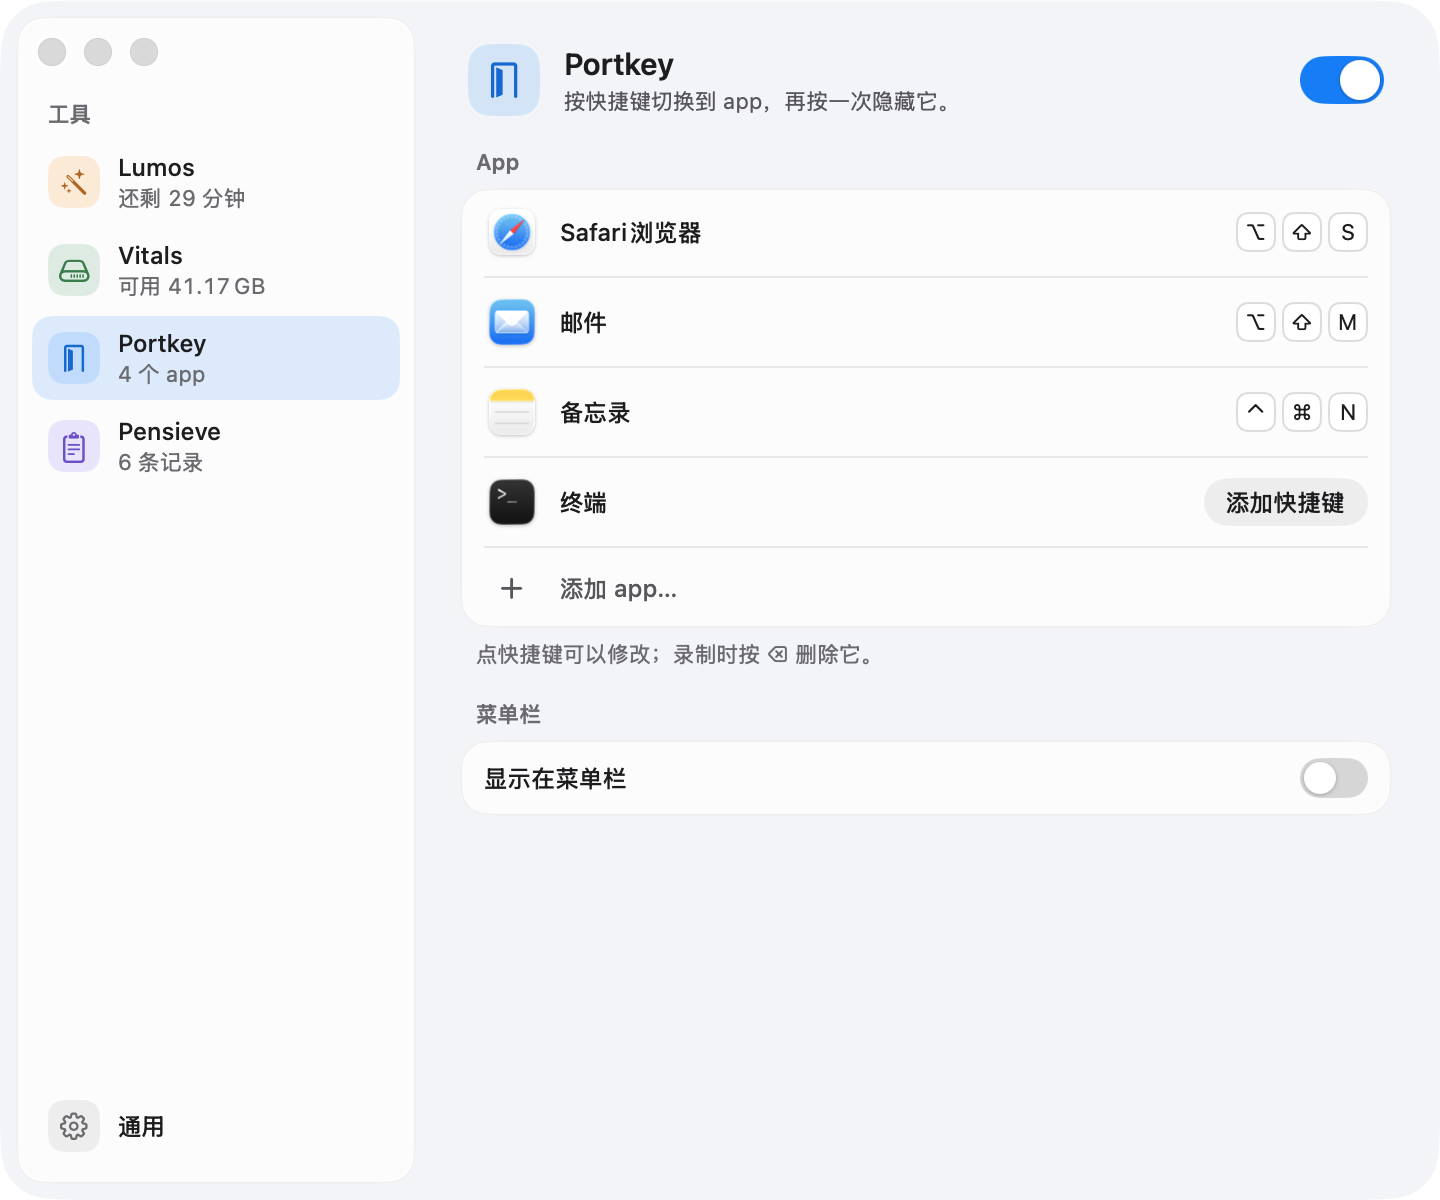 工具
Lumos
还剩 29 分钟
Vitals
可用 41.17 GB
Portkey
4 个 app
Pensieve
6 条记录
通用
Portkey
按快捷键切换到 app，再按一次隐藏它。
App
Safari浏览器 ⌥ ⇧ S
邮件 ⌥ ⇧ M
备忘录 ⌃ ⌘ N
>_
终端 添加快捷键
+ 添加 app...
点快捷键可以修改；录制时按 ⌫ 删除它。
菜单栏
显示在菜单栏